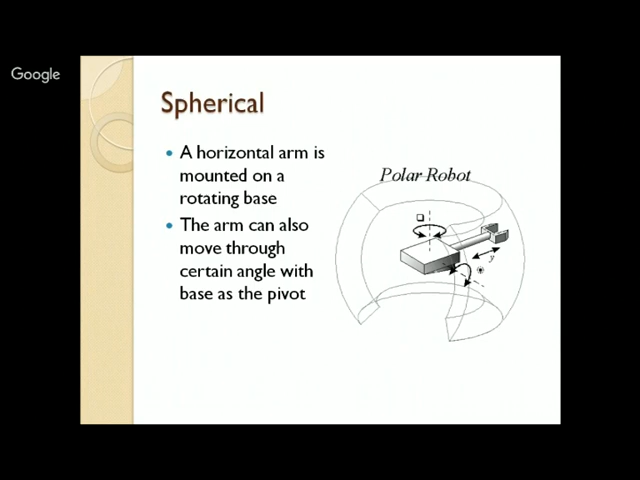 Google
Spherical
A horizontal arm is
mounted on a
rotating base
The arm can also
move through
certain angle with
base as the pivot
Polar Robot
y